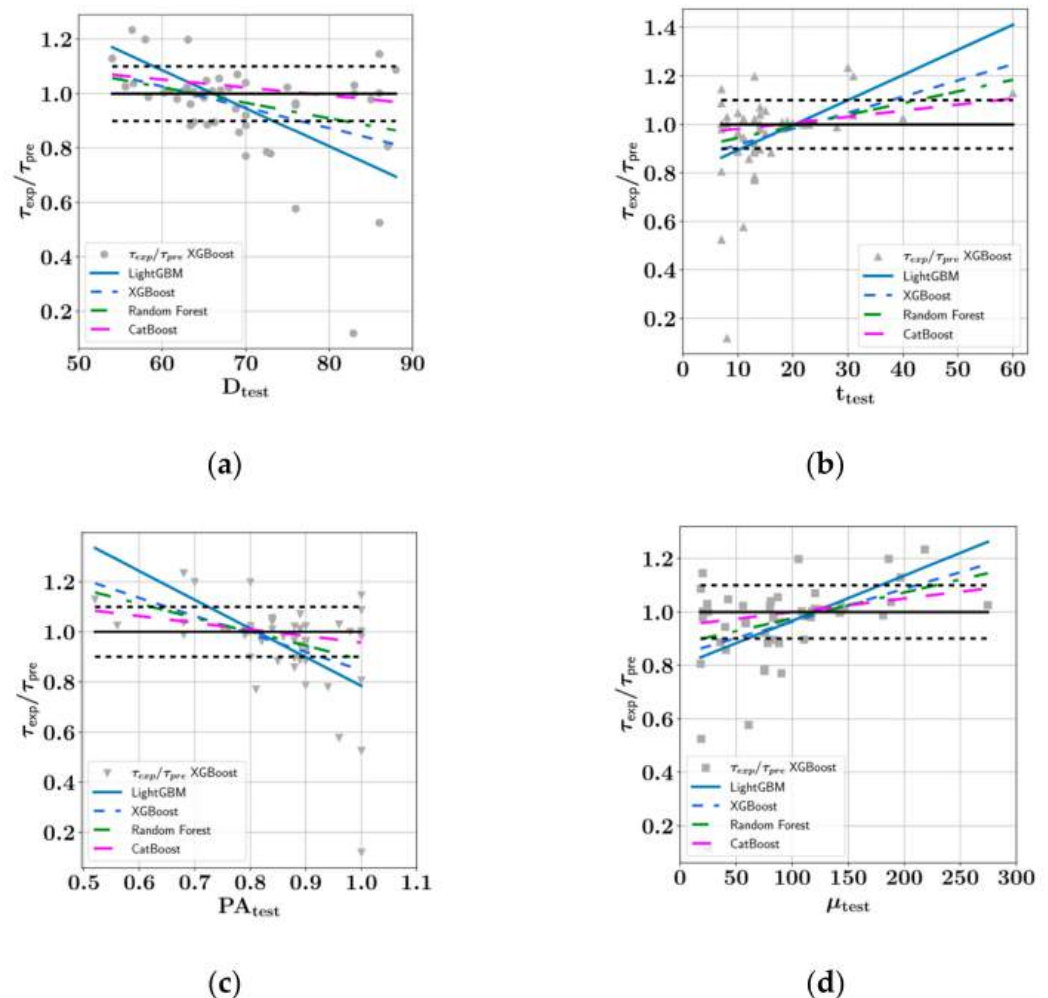 1.2
1.0
0.8
0.6
0.4
0.2
τexp/τpre
τexp/τpre XGBoost
LightGBM
XGBoost
Random Forest
CatBoost
50 60 70 80 90
Dtest
(a)
1.4
1.2
1.0
0.8
0.6
0.4
0.2
τexp/τpre
τexp/τpre XGBoost
LightGBM
XGBoost
Random Forest
CatBoost
0 10 20 30 40 50 60
ttest
(b)
1.2
1.0
0.8
0.6
0.4
0.2
τexp/τpre
τexp/τpre XGBoost
LightGBM
XGBoost
Random Forest
CatBoost
0.5 0.6 0.7 0.8 0.9 1.0 1.1
PAtest
(c)
1.2
1.0
0.8
0.6
0.4
0.2
τexp/τpre
τexp/τpre XGBoost
LightGBM
XGBoost
Random Forest
CatBoost
0 50 100 150 200 250 300
μtest
(d)